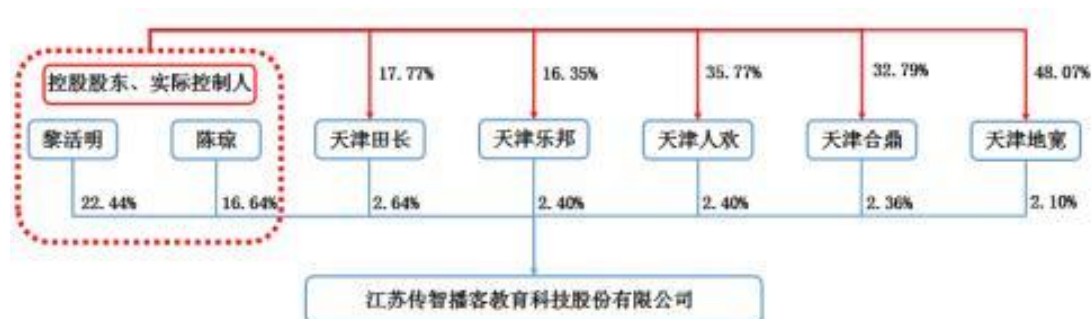 控股股东、实际控制人
17.77%
16.35%
35.77%
32.79%
48.07%
黎活明
陈琼
天津田长
天津乐邦
天津人欢
天津合鼎
天津地宽
22.44%
16.64%
2.64%
2.40%
2.40%
2.36%
2.10%
江苏传智播客教育科技股份有限公司